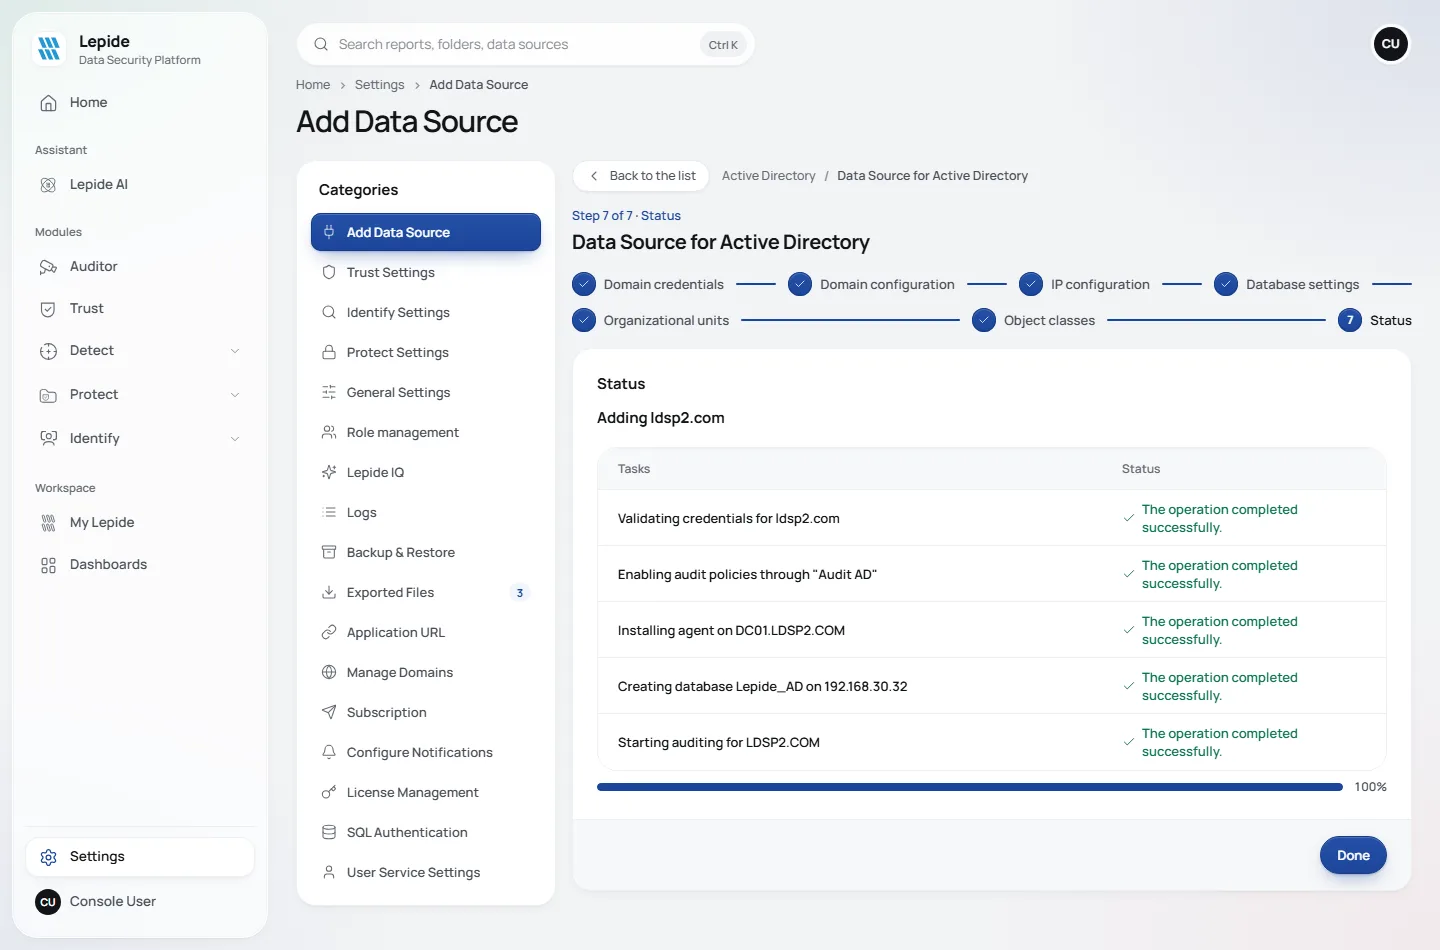 Lepide
Data Security Platform
Home
Assistant
Lepide AI
Modules
Auditor
Trust
Detect
Protect
Identify
Workspace
My Lepide
Dashboards
Settings
CU Console User
Search reports, folders, data sources Ctrl K
CU
Home > Settings > Add Data Source
Add Data Source
Categories
Add Data Source
Trust Settings
Identify Settings
Protect Settings
General Settings
Role management
Lepide IQ
Logs
Backup & Restore
Exported Files 3
Application URL
Manage Domains
Subscription
Configure Notifications
License Management
SQL Authentication
User Service Settings
Back to the list Active Directory / Data Source for Active Directory
Step 7 of 7 · Status
Data Source for Active Directory
Domain credentials Domain configuration IP configuration Database settings
Organizational units Object classes 7 Status
Status
Adding ldsp2.com
Tasks Status
Validating credentials for ldsp2.com
The operation completed
successfully.
Enabling audit policies through "Audit AD"
The operation completed
successfully.
Installing agent on DC01.LDSP2.COM
The operation completed
successfully.
Creating database Lepide_AD on 192.168.30.32
The operation completed
successfully.
Starting auditing for LDSP2.COM
The operation completed
successfully.
100%
Done